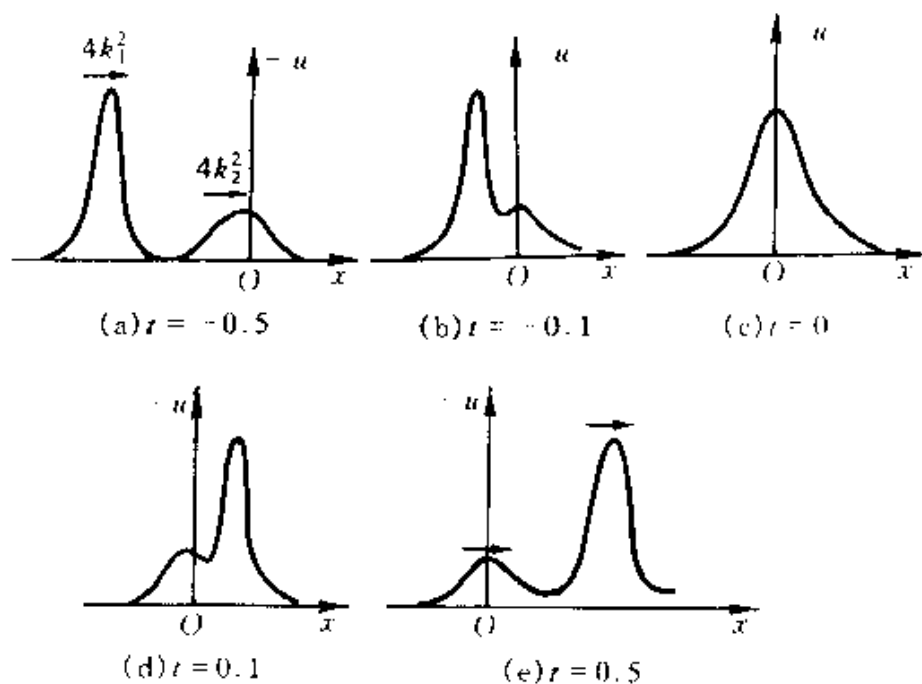 4k₁² − u u u
4k₂²
O x O x O x
(a) t = −0.5 (b) t = −0.1 (c) t = 0
· u · u
O x O x
(d) t = 0.1 (e) t = 0.5